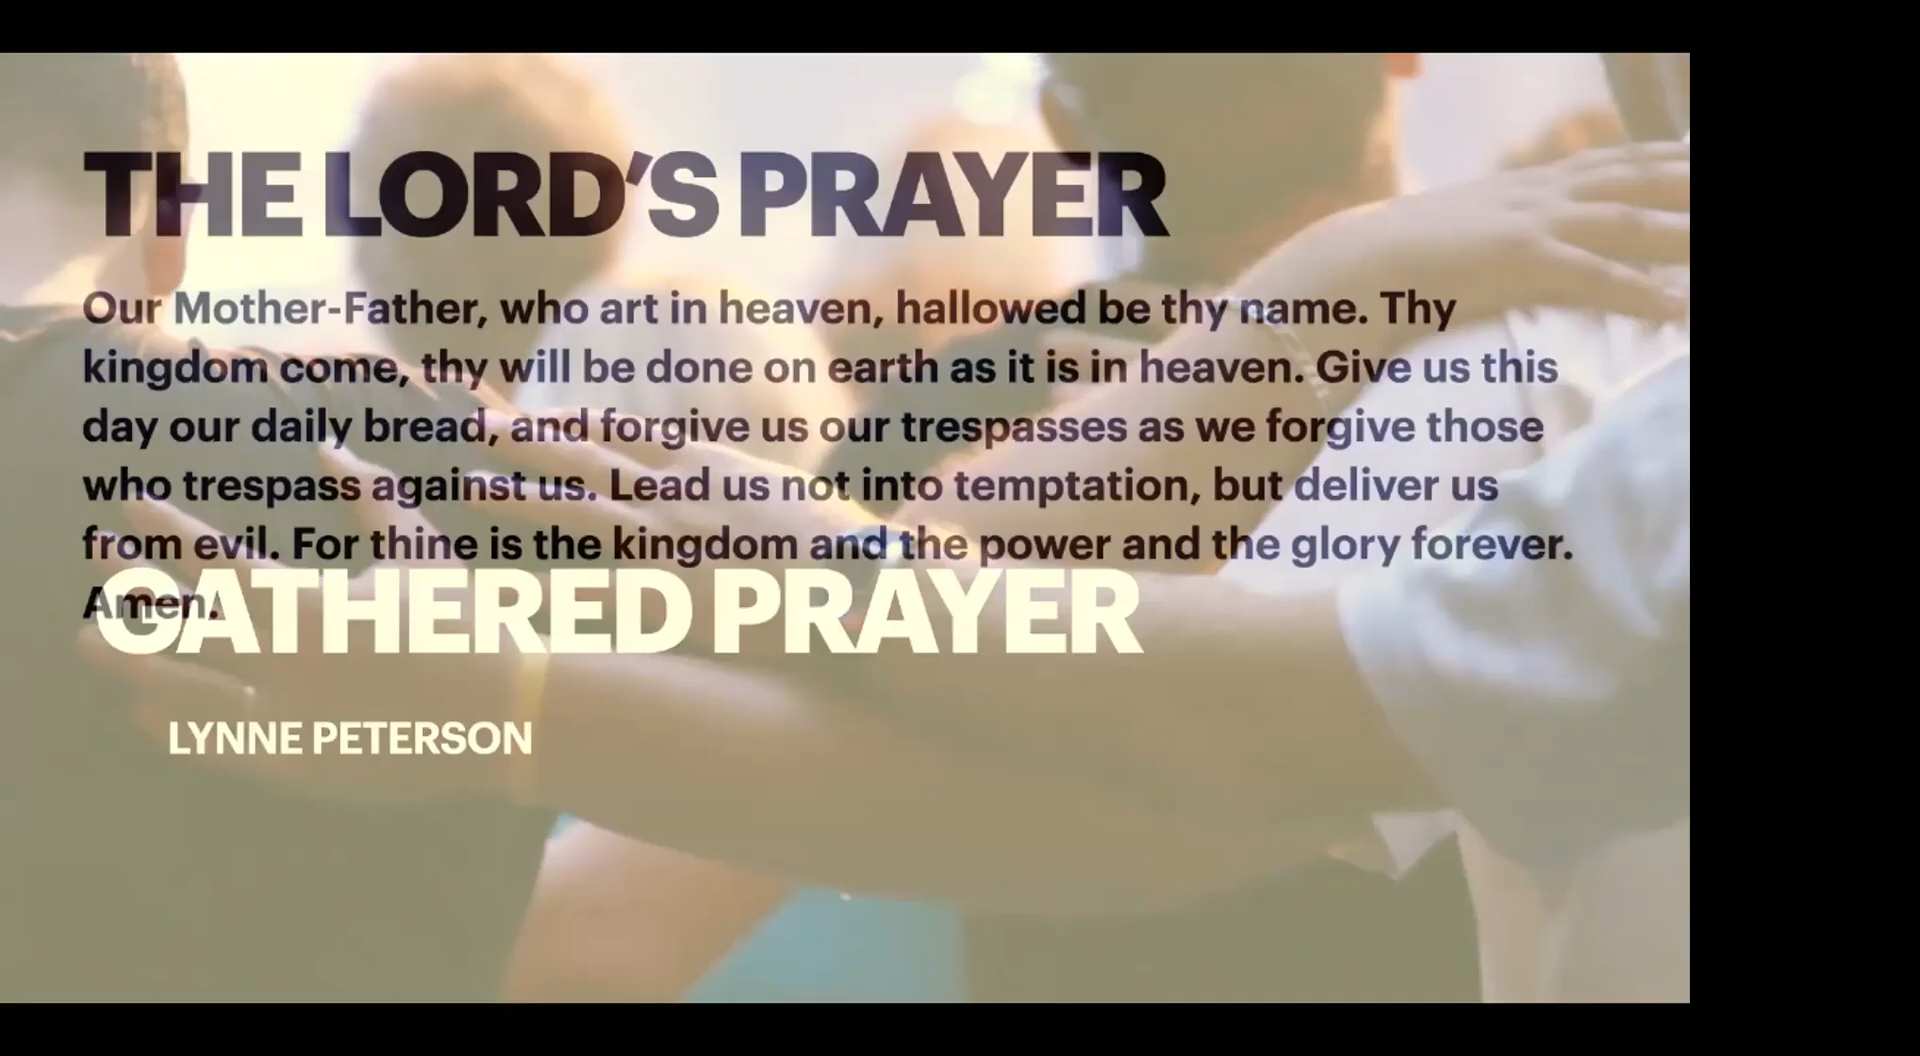 THE LORD'S PRAYER
Our Mother-Father, who art in heaven, hallowed be thy name. Thy
kingdom come, thy will be done on earth as it is in heaven. Give us this
day our daily bread, and forgive us our trespasses as we forgive those
who trespass against us. Lead us not into temptation, but deliver us
from evil. For thine is the kingdom and the power and the glory forever.
Amen.
GATHERED PRAYER
LYNNE PETERSON